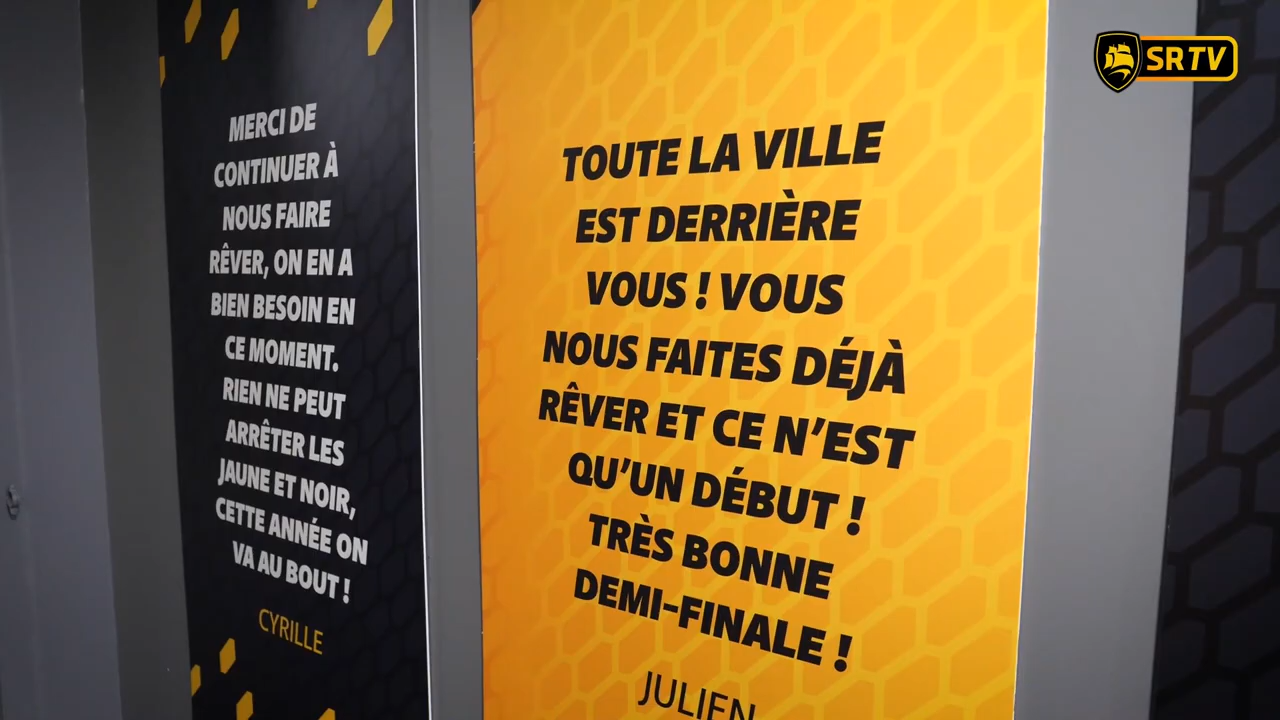 MERCI DE
CONTINUER À
NOUS FAIRE
RÊVER, ON EN A
BIEN BESOIN EN
CE MOMENT.
RIEN NE PEUT
ARRÊTER LES
JAUNE ET NOIR,
CETTE ANNÉE ON
VA AU BOUT !
CYRILLE
TOUTE LA VILLE
EST DERRIÈRE
VOUS ! VOUS
NOUS FAITES DÉJÀ
RÊVER ET CE N’EST
QU’UN DÉBUT !
TRÈS BONNE
DEMI-FINALE !
JULIEN
SRTV